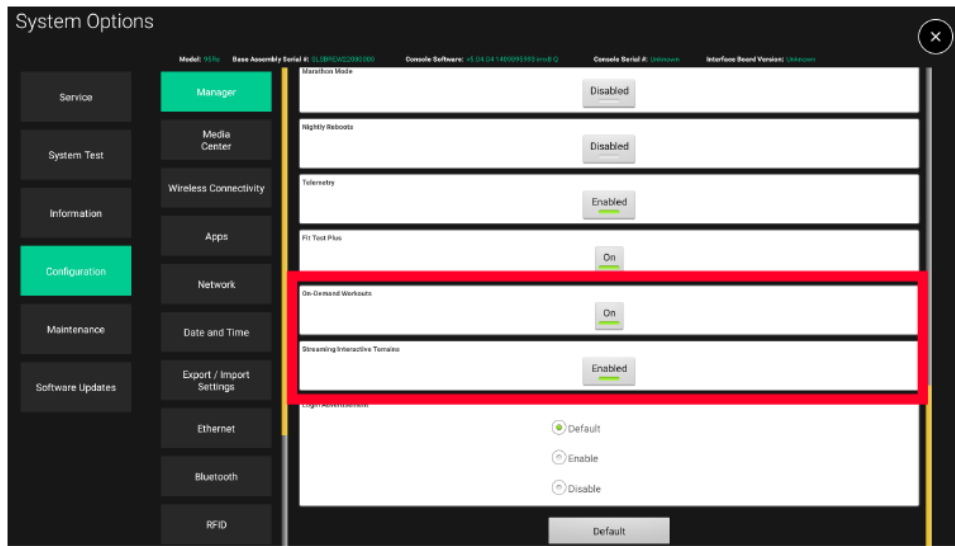 System Options
Model: 95Hs Base Assembly Serial #: Console Software: Console Serial #: Unknown Interface Board Version: Unknown
Service
System Test
Information
Configuration
Maintenance
Software Updates
Manager
Media
Center
Wireless Connectivity
Apps
Network
Date and Time
Export / Import
Settings
Ethernet
Bluetooth
RFID
Marathon Mode
Disabled
Nightly Reboots
Disabled
Telemetry
Enabled
Fit Test Plus
On
On-Demand Workouts
On
Streaming Interactive Terrains
Enabled
Login Advertisement
Default
Enable
Disable
Default